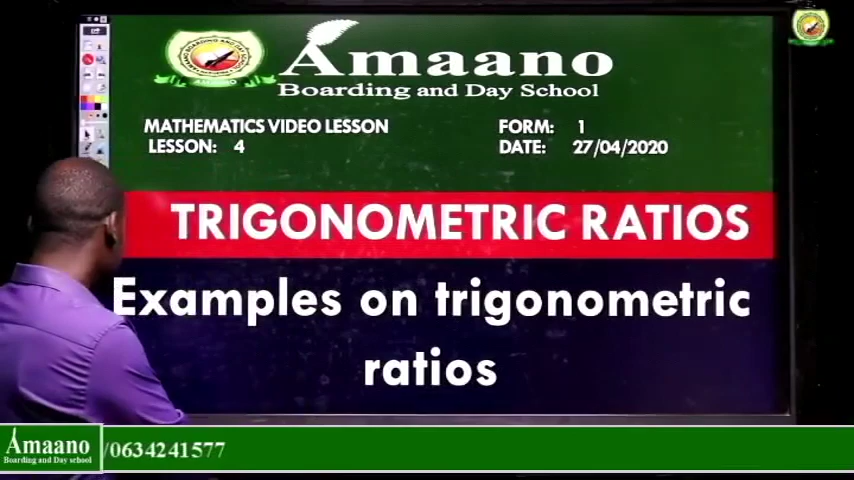 Amaano
Boarding and Day School
MATHEMATICS VIDEO LESSON
LESSON: 4
FORM: 1
DATE: 27/04/2020
TRIGONOMETRIC RATIOS
Examples on trigonometric
ratios
Amaano
Boarding and Day school
/0634241577